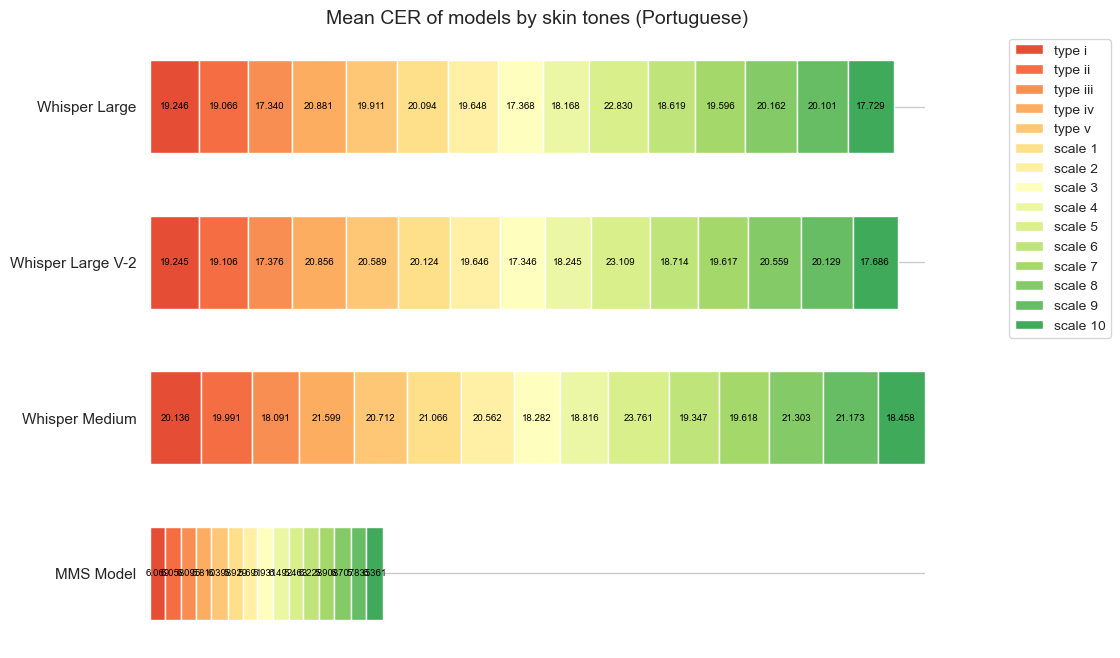 Mean CER of models by skin tones (Portuguese)
Whisper Large
19.246 19.066 17.340 20.881 19.911 20.094 19.648 17.368 18.168 22.830 18.619 19.596 20.162 20.101 17.729
Whisper Large V-2
19.245 19.106 17.376 20.856 20.589 20.124 19.646 17.346 18.245 23.109 18.714 19.617 20.559 20.129 17.686
Whisper Medium
20.136 19.991 18.091 21.599 20.712 21.066 20.562 18.282 18.816 23.761 19.347 19.618 21.303 21.173 18.458
MMS Model
type i
type ii
type iii
type iv
type v
scale 1
scale 2
scale 3
scale 4
scale 5
scale 6
scale 7
scale 8
scale 9
scale 10